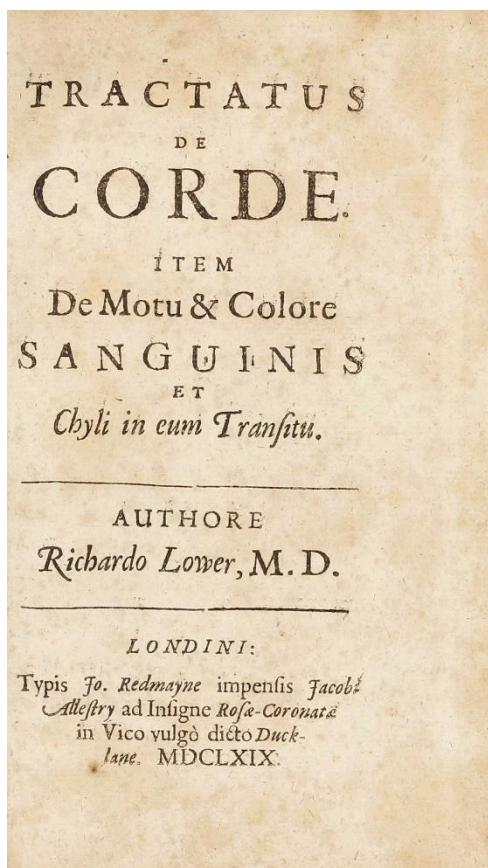 TRACTATUS
DE
CORDE.
ITEM
De Motu & Colore
SANGUINIS
ET
Chyli in eum Tranſitu.
AUTHORE
Richardo Lower, M. D.
LONDINI:
Typis Jo. Redmayne impenſis Jacobi
Alleſtry ad Inſigne Roſæ-Coronatæ
in Vico vulgò dicto Duck-
lane. MDCLXIX.